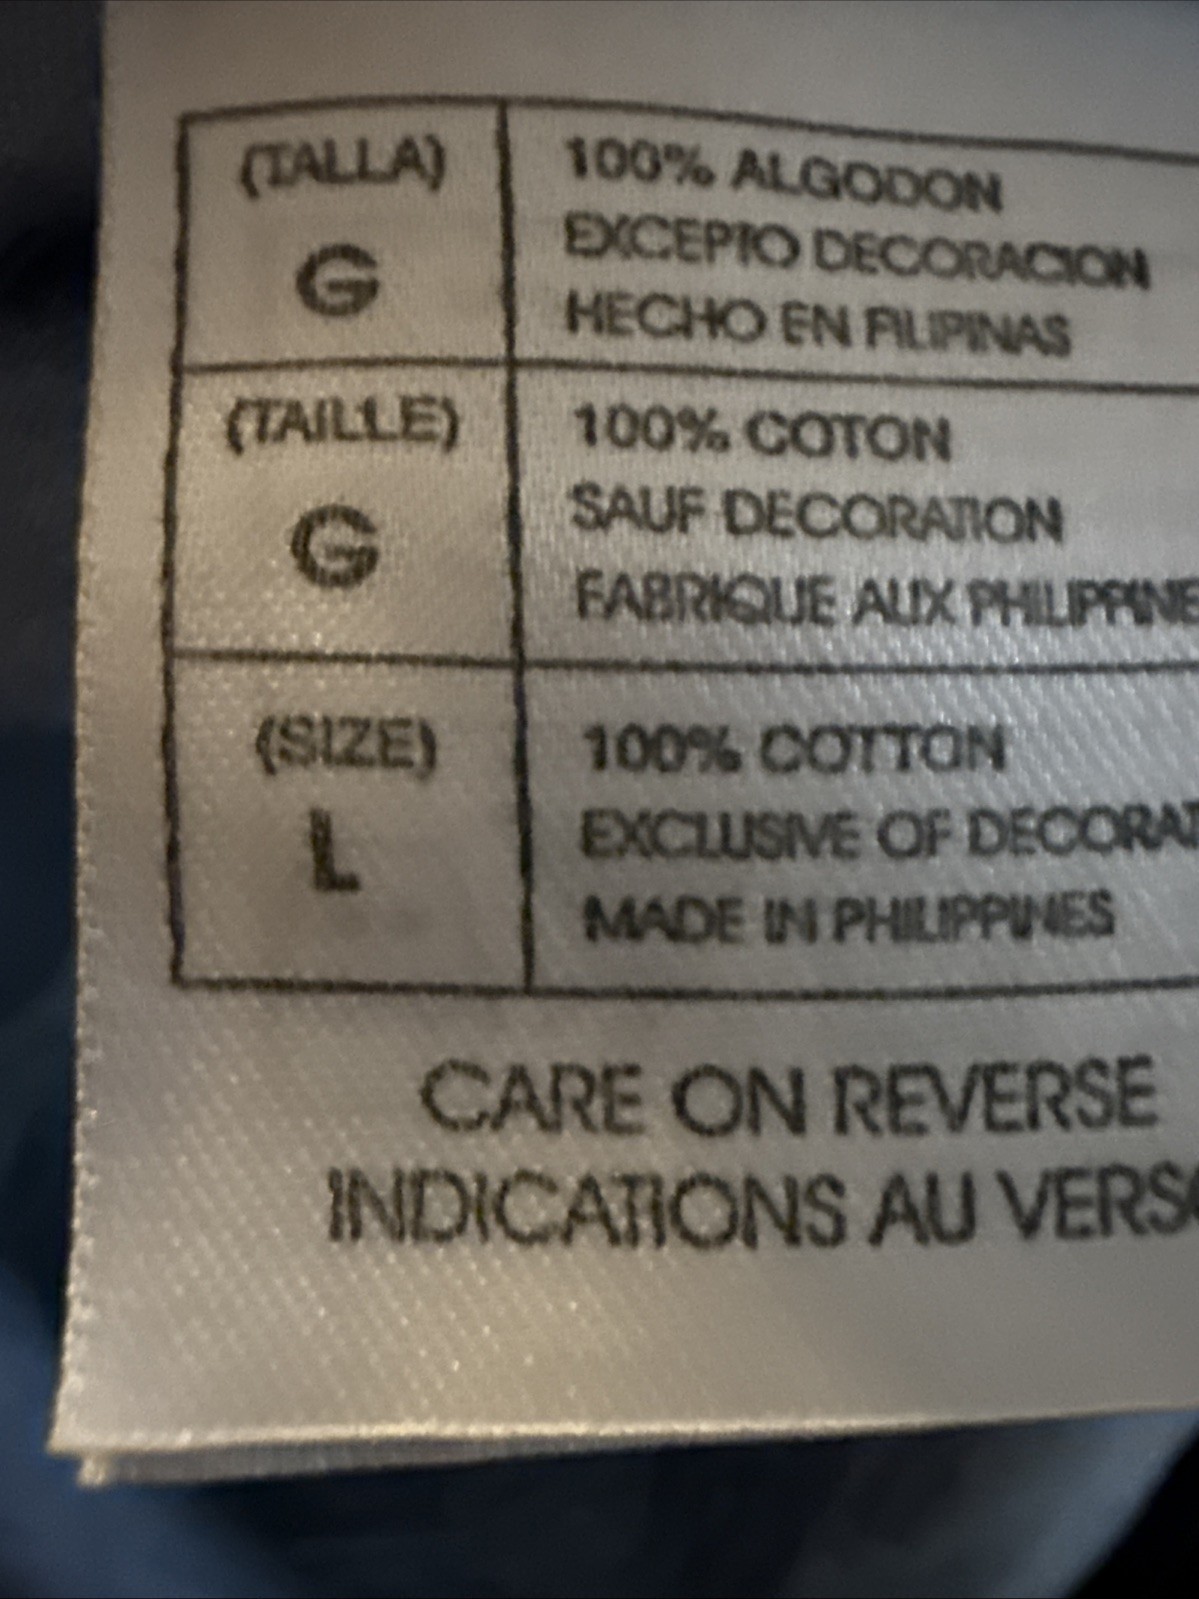 (TALLA)
G
100% ALGODON
EXCEPTO DECORACION
HECHO EN FILIPINAS
(TAILLE)
G
100% COTON
SAUF DECORATION
FABRIQUE AUX PHILIPPINE
(SIZE)
L
100% COTTON
EXCLUSIVE OF DECORAT
MADE IN PHILIPPINES
CARE ON REVERSE
INDICATIONS AU VERSO